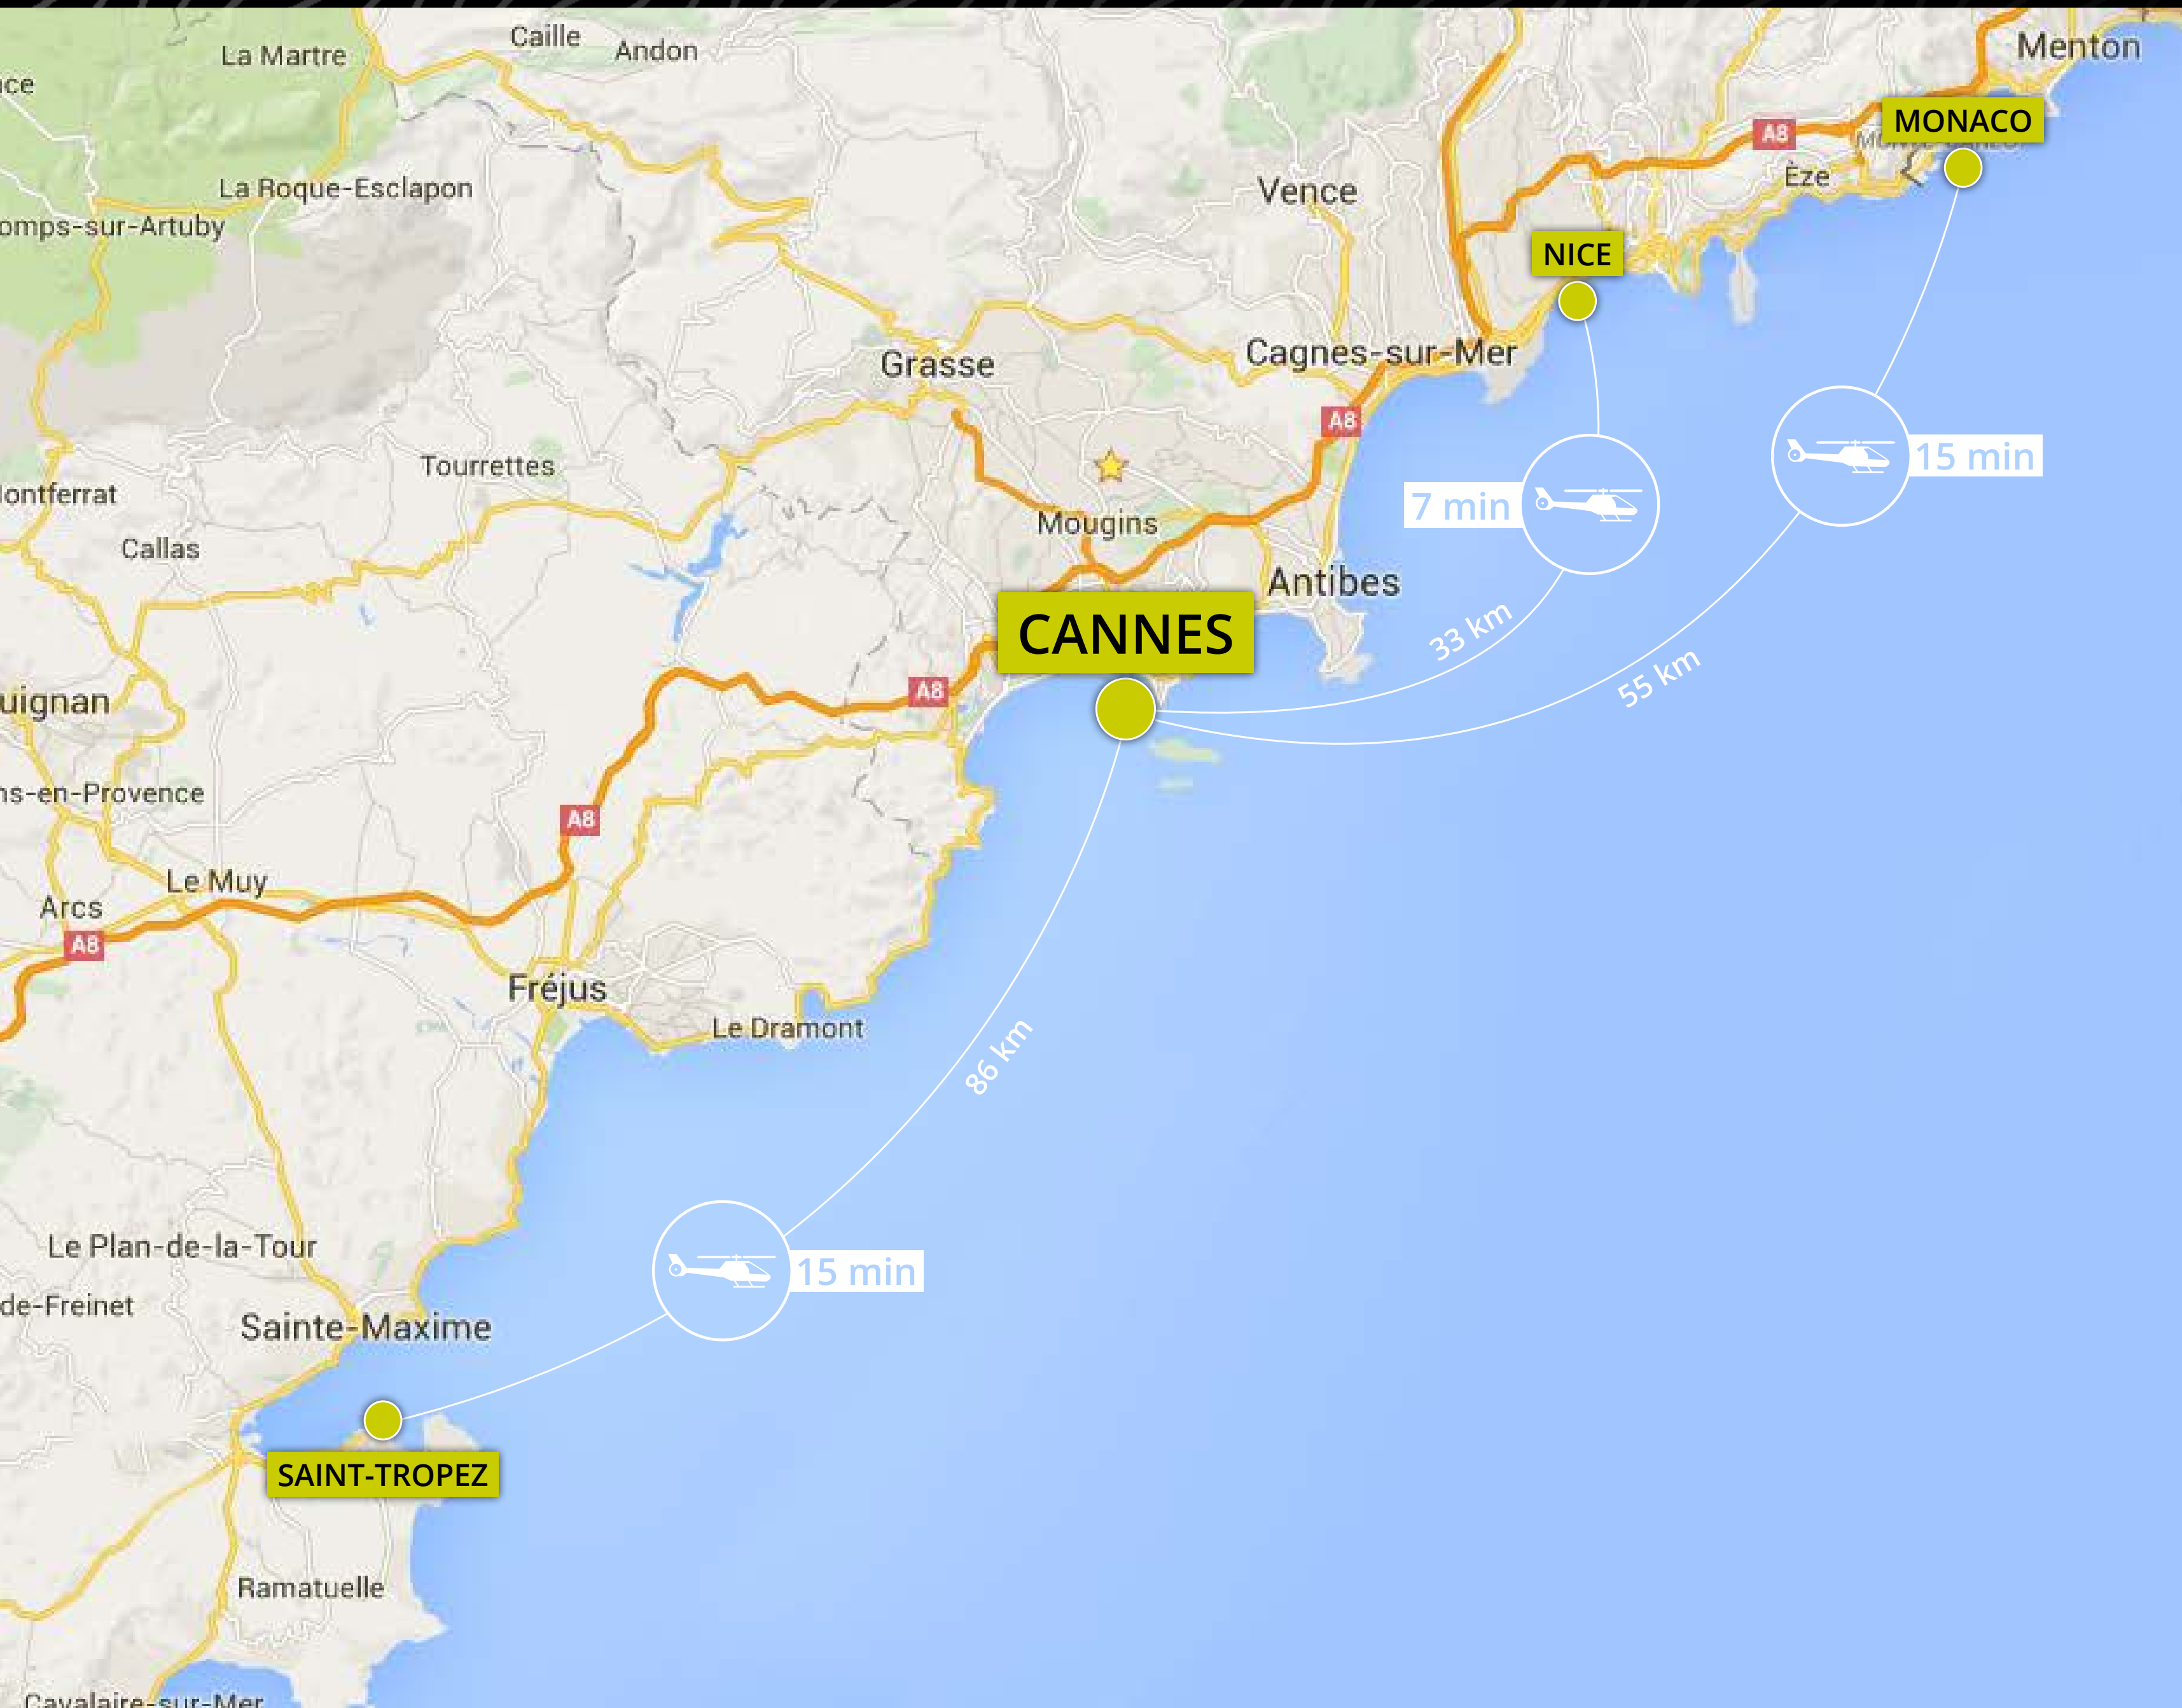 Caille
Andon
La Martre
Menton
ce
MONACO
A8
Èze
La Roque-Esclapon
Vence
omps-sur-Artuby
NICE
Grasse
Cagnes-sur-Mer
A8
15 min
Tourrettes
7 min
ontferrat
Mougins
Callas
Antibes
CANNES
33 km
55 km
A8
uignan
ns-en-Provence
A8
Le Muy
Arcs
A8
Fréjus
Le Dramont
86 km
Le Plan-de-la-Tour
15 min
de-Freinet
Sainte-Maxime
SAINT-TROPEZ
Ramatuelle
Cavalaire-sur-Mer